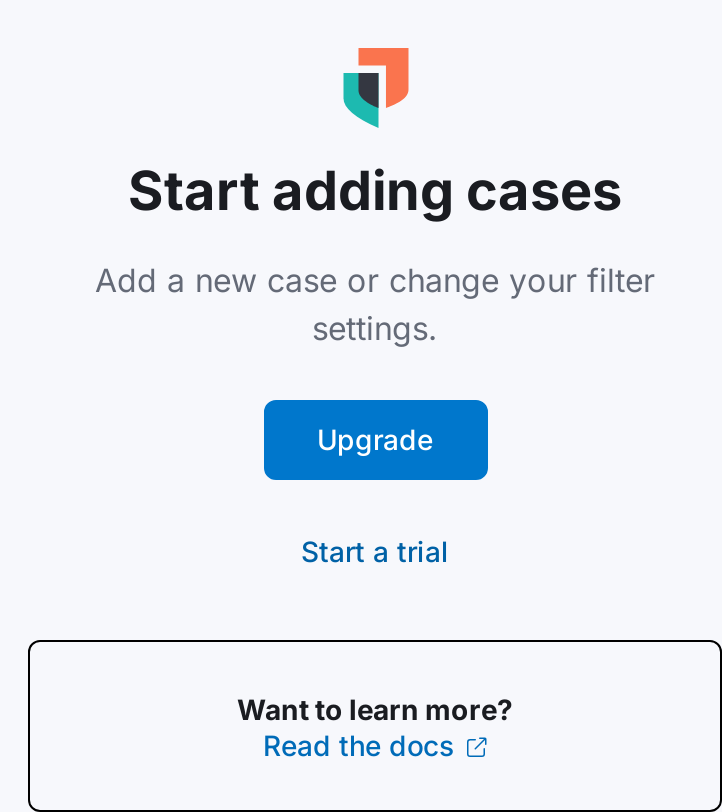 Start adding cases
Add a new case or change your filter
settings.
Upgrade
Start a trial
Want to learn more?
Read the docs